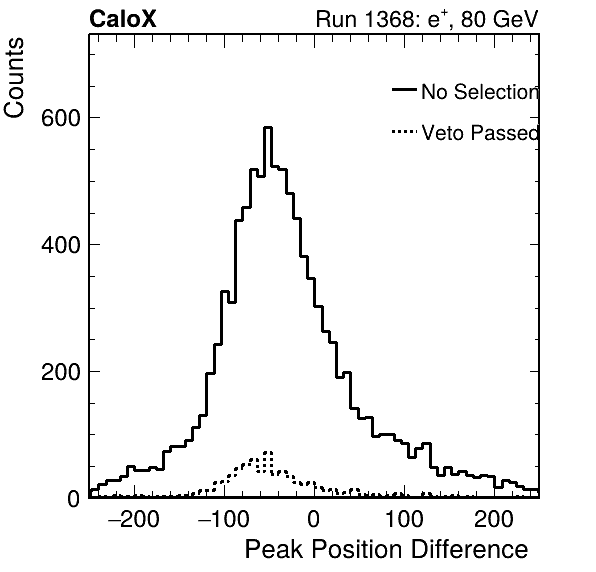 CaloX Run 1368: e⁺, 80 GeV
Counts
No Selection
Veto Passed
600
400
200
0
−200 −100 0 100 200
Peak Position Difference